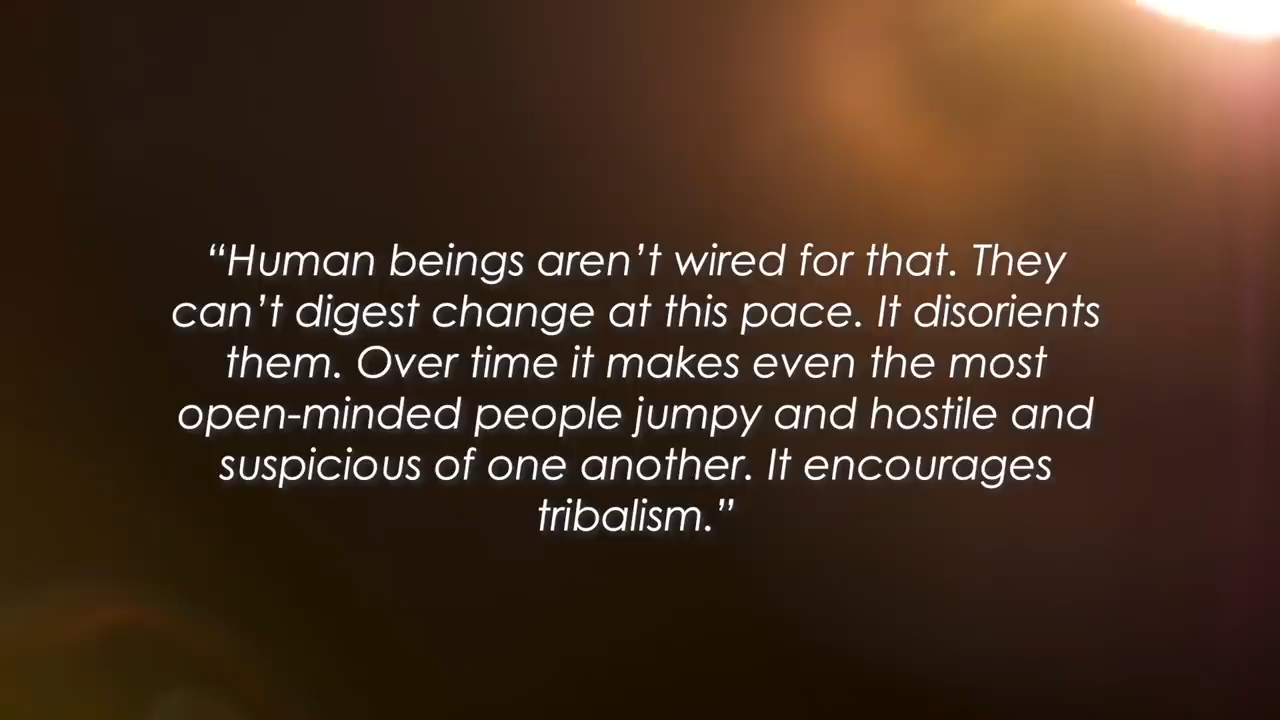 “Human beings aren’t wired for that. They
can’t digest change at this pace. It disorients
them. Over time it makes even the most
open-minded people jumpy and hostile and
suspicious of one another. It encourages
tribalism.”